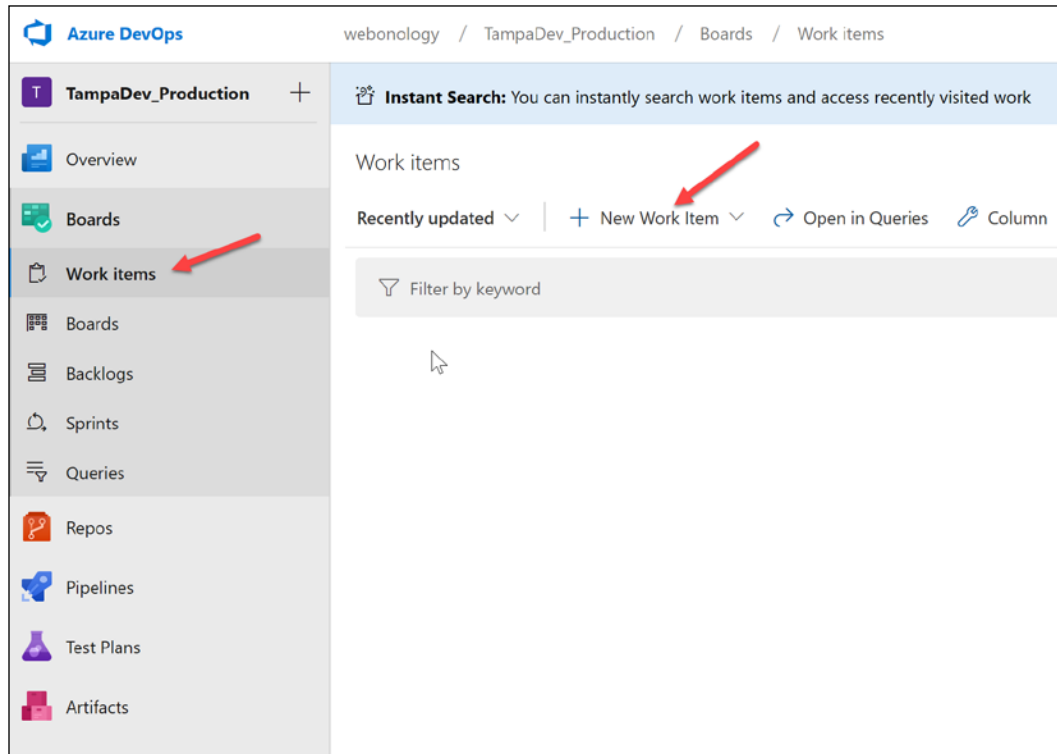 Azure DevOps
webonology / TampaDev_Production / Boards / Work items
T TampaDev_Production
Instant Search: You can instantly search work items and access recently visited work
Overview
Work items
Boards
Recently updated New Work Item Open in Queries Column
Work items
Filter by keyword
Boards
Backlogs
Sprints
Queries
Repos
Pipelines
Test Plans
Artifacts